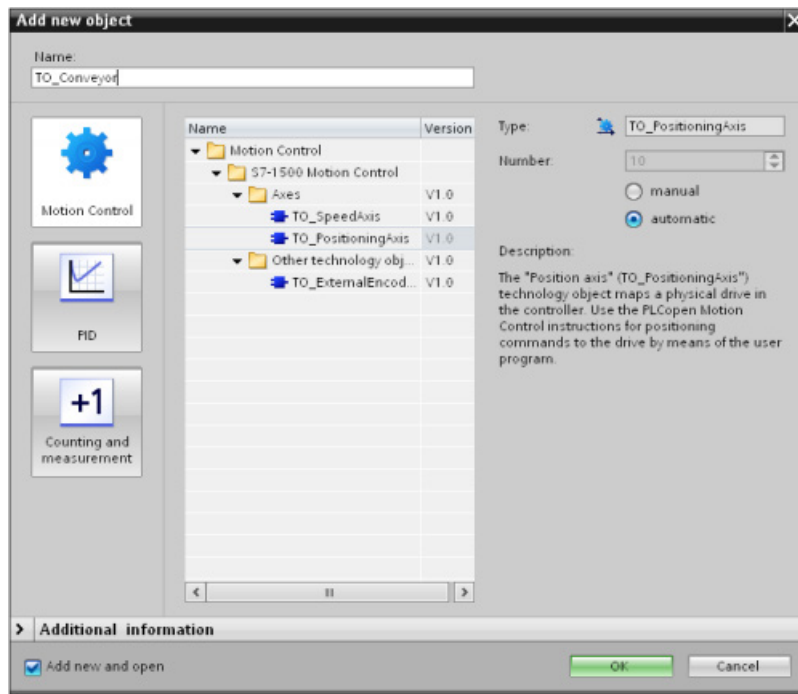 Add new object
Name:
TO_Conveyor
Motion Control
PID
+1
Counting and
measurement
Name Version
Motion Control
S7-1500 Motion Control
Axes V1.0
TO_SpeedAxis V1.0
TO_PositioningAxis V1.0
Other technology obj... V1.0
TO_ExternalEncod... V1.0
Type: TO_PositioningAxis
Number: 10
manual
automatic
Description:
The "Position axis" (TO_PositioningAxis")
technology object maps a physical drive in
the controller. Use the PLCopen Motion
Control instructions for positioning
commands to the drive by means of the user
program.
Additional information
Add new and open
OK Cancel